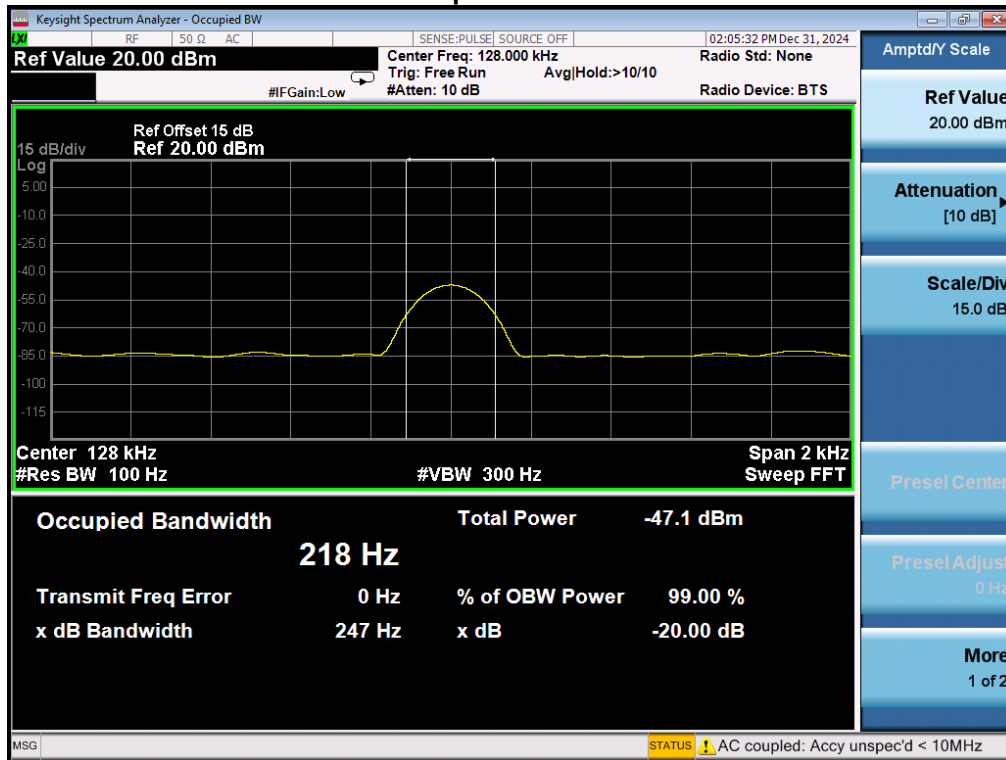 Keysight Spectrum Analyzer - Occupied BW
LXI RF 50 Ω AC SENSE:PULSE SOURCE OFF 02:05:32 PM Dec 31, 2024
Ref Value 20.00 dBm
Center Freq: 128.000 kHz
Radio Std: None
Trig: Free Run Avg|Hold:>10/10
#IFGain:Low #Atten: 10 dB Radio Device: BTS
Ref Offset 15 dB
15 dB/div Ref 20.00 dBm
Log
5.00
-10.0
-25.0
-40.0
-55.0
-70.0
-85.0
-100
-115
Center 128 kHz Span 2 kHz
#Res BW 100 Hz #VBW 300 Hz Sweep FFT
Occupied Bandwidth Total Power -47.1 dBm
218 Hz
Transmit Freq Error 0 Hz % of OBW Power 99.00 %
x dB Bandwidth 247 Hz x dB -20.00 dB
Amptd/Y Scale
Ref Value
20.00 dBm
Attenuation
[10 dB]
Scale/Div
15.0 dB
Presel Center
Presel Adjust
0 Hz
More
1 of 2
MSG STATUS AC coupled: Accy unspec'd < 10MHz